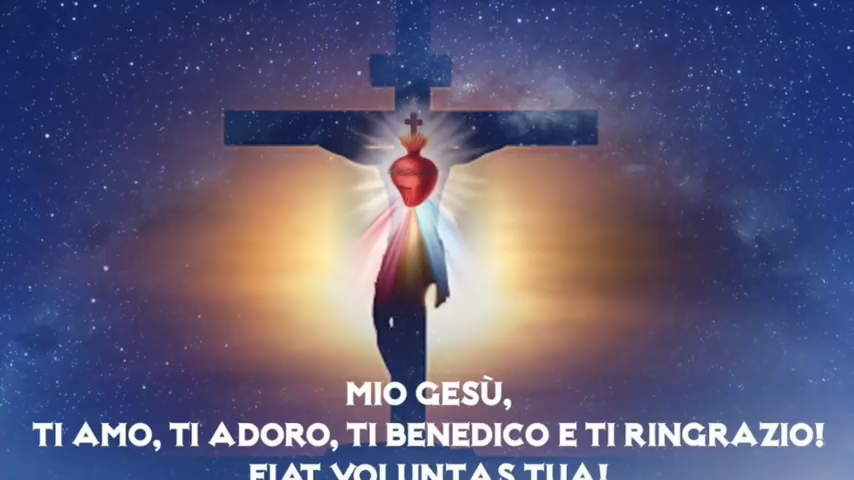 MIO GESÙ,
TI AMO, TI ADORO, TI BENEDICO E TI RINGRAZIO!
FIAT VOLUNTAS TUA!